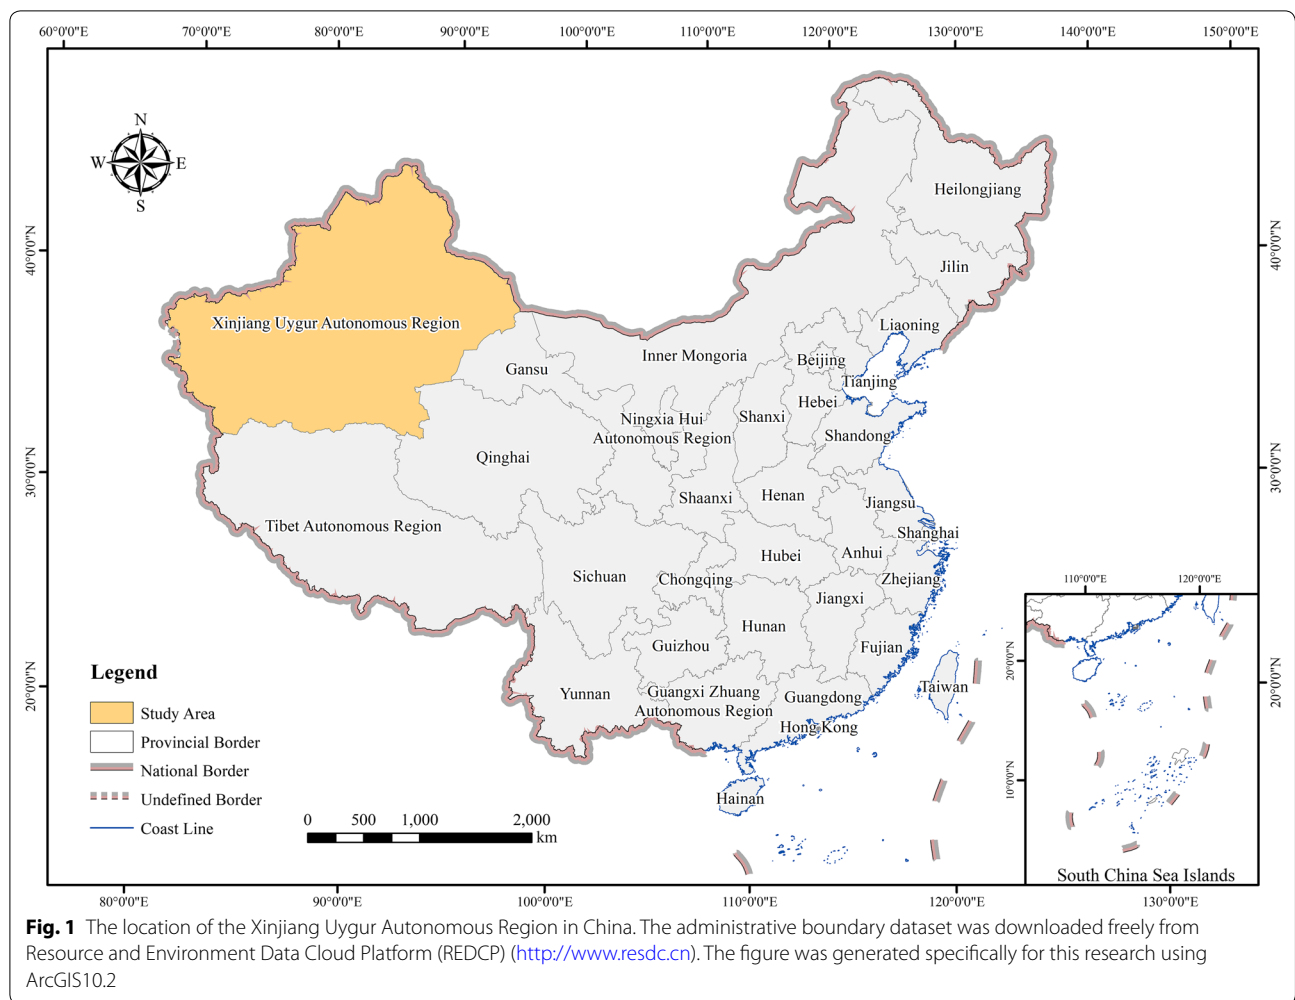 60°0'0"E 70°0'0"E 80°0'0"E 90°0'0"E 100°0'0"E 110°0'0"E 120°0'0"E 130°0'0"E 140°0'0"E 150°0'0"E
N
W E
S
40°0'0"N
30°0'0"N
20°0'0"N
40°0'0"N
30°0'0"N
20°0'0"N
Heilongjiang
Jilin
Liaoning
Xinjiang Uygur Autonomous Region
Inner Mongoria
Beijing
Gansu
Tianjing
Hebei
Ningxia Hui
Autonomous Region
Shanxi
Shandong
Qinghai
Shaanxi
Henan
Jiangsu
Tibet Autonomous Region
Shanghai
Hubei
Anhui
Sichuan
Chongqing
Zhejiang
Jiangxi
Hunan
Guizhou
Fujian
Yunnan
Guangxi Zhuang
Autonomous Region
Guangdong
Taiwan
Hong Kong
Hainan
Legend
Study Area
Provincial Border
National Border
Undefined Border
Coast Line
0 500 1,000 2,000
km
110°0'0"E 120°0'0"E
20°0'0"N
10°0'0"N
South China Sea Islands
80°0'0"E 90°0'0"E 100°0'0"E 110°0'0"E 120°0'0"E 130°0'0"E
Fig. 1 The location of the Xinjiang Uygur Autonomous Region in China. The administrative boundary dataset was downloaded freely from
Resource and Environment Data Cloud Platform (REDCP) (http://www.resdc.cn). The figure was generated specifically for this research using
ArcGIS10.2